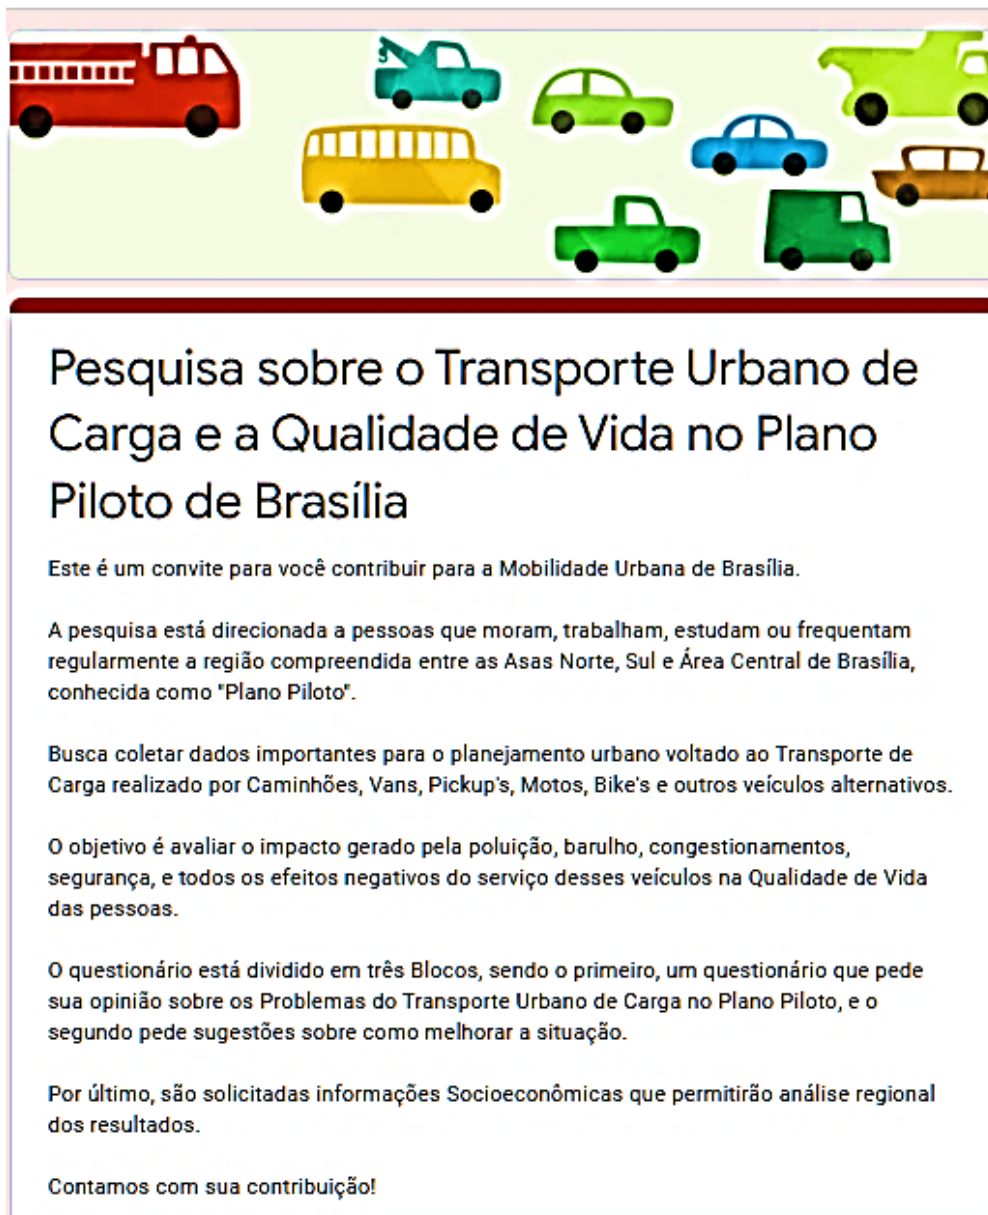 Pesquisa sobre o Transporte Urbano de
Carga e a Qualidade de Vida no Plano
Piloto de Brasília
Este é um convite para você contribuir para a Mobilidade Urbana de Brasília.
A pesquisa está direcionada a pessoas que moram, trabalham, estudam ou frequentam
regularmente a região compreendida entre as Asas Norte, Sul e Área Central de Brasília,
conhecida como "Plano Piloto".
Busca coletar dados importantes para o planejamento urbano voltado ao Transporte de
Carga realizado por Caminhões, Vans, Pickup's, Motos, Bike's e outros veículos alternativos.
O objetivo é avaliar o impacto gerado pela poluição, barulho, congestionamentos,
segurança, e todos os efeitos negativos do serviço desses veículos na Qualidade de Vida
das pessoas.
O questionário está dividido em três Blocos, sendo o primeiro, um questionário que pede
sua opinião sobre os Problemas do Transporte Urbano de Carga no Plano Piloto, e o
segundo pede sugestões sobre como melhorar a situação.
Por último, são solicitadas informações Socioeconômicas que permitirão análise regional
dos resultados.
Contamos com sua contribuição!